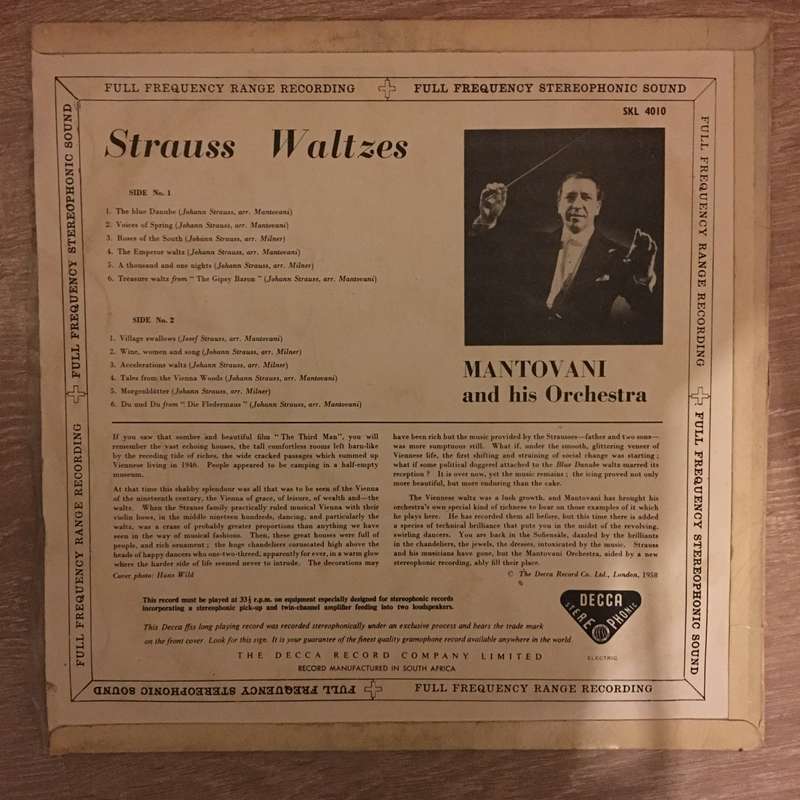 FULL FREQUENCY RANGE RECORDING FULL FREQUENCY STEREOPHONIC SOUND
SKL 4010
Strauss Waltzes
SIDE No. 1
1. The blue Danube (Johann Strauss, arr. Mantovani)
2. Voices of Spring (Johann Strauss, arr. Mantovani)
3. Roses of the South (Johann Strauss, arr. Milner)
4. The Emperor waltz (Johann Strauss, arr. Mantovani)
5. A thousand and one nights (Johann Strauss, arr. Milner)
6. Treasure waltz from "The Gipsy Baron" (Johann Strauss, arr. Mantovani)
SIDE No. 2
1. Village swallows (Josef Strauss, arr. Mantovani)
2. Wine, women and song (Johann Strauss, arr. Milner)
3. Accelerations waltz (Johann Strauss, arr. Milner)
4. Tales from the Vienna Woods (Johann Strauss, arr. Mantovani)
5. Morgenblätter (Johann Strauss, arr. Milner)
6. Du und Du from "Die Fledermaus" (Johann Strauss, arr. Mantovani)
MANTOVANI
and his Orchestra
If you saw that sombre and beautiful film "The Third Man", you will
remember the vast echoing houses, the tall comfortless rooms left barn-like
by the receding tide of riches, the wide cracked passages which summed up
Viennese living in 1946. People appeared to be camping in a half-empty
museum.
At that time this shabby splendour was all that was to be seen of the Vienna
of the nineteenth century, the Vienna of grace, of leisure, of wealth and—the
waltz. When the Strauss family practically ruled musical Vienna with their
violin bows, in the middle nineteen hundreds, dancing, and particularly the
waltz, was a craze of probably greater proportions than anything we have
seen in the way of musical fashions. Then, these great houses were full of
people, and rich ornament; the huge chandeliers coruscated high above the
heads of happy dancers who one-two-threed, apparently for ever, in a warm glow
where the harder side of life seemed never to intrude. The decorations may
Cover photo: Hans Wild
have been rich but the music provided by the Strausses—father and two sons—
was more sumptuous still. What if, under the smooth, glittering veneer of
Viennese life, the first shifting and straining of social change was starting;
what if some political doggerel attached to the Blue Danube waltz marred its
reception? It is over now, yet the music remains; the icing proved not only
more beautiful, but more enduring than the cake.
The Viennese waltz was a lush growth, and Mantovani has brought his
orchestra's own special kind of richness to bear on those examples of it which
he plays here. He has recorded them all before, but this time there is added
a species of technical brilliance that puts you in the midst of the revolving,
swirling dancers. You are back in the Sofiensäle, dazzled by the brilliants
in the chandeliers, the jewels, the dresses, intoxicated by the music. Strauss
and his musicians have gone, but the Mantovani Orchestra, aided by a new
stereophonic recording, ably fill their place.
© The Decca Record Co. Ltd., London, 1958
This record must be played at 33⅓ r.p.m. on equipment especially designed for stereophonic records
incorporating a stereophonic pick-up and twin-channel amplifier feeding into two loudspeakers.
This Decca ffss long playing record was recorded stereophonically under an exclusive process and bears the trade mark
on the front cover. Look for this sign. It is your guarantee of the finest quality gramophone record available anywhere in the world.
DECCA
STEREOPHONIC
ELECTRIC
THE DECCA RECORD COMPANY LIMITED
RECORD MANUFACTURED IN SOUTH AFRICA
FULL FREQUENCY RANGE RECORDING FULL FREQUENCY STEREOPHONIC SOUND
FULL FREQUENCY RANGE RECORDING FULL FREQUENCY STEREOPHONIC SOUND
FULL FREQUENCY STEREOPHONIC SOUND FULL FREQUENCY RANGE RECORDING